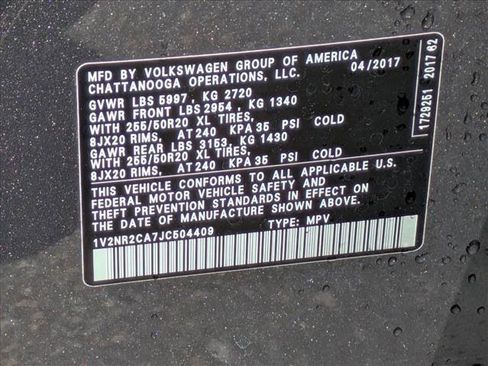 MFD BY VOLKSWAGEN GROUP OF AMERICA
CHATTANOOGA OPERATIONS, LLC. 04/2017
GVWR LBS 5997, KG 2720
GAWR FRONT LBS 2954, KG 1340
WITH 255/50R20 XL TIRES,
8JX20 RIMS, AT 240 KPA 35 PSI COLD
GAWR REAR LBS 3153, KG 1430
WITH 255/50R20 XL TIRES,
8JX20 RIMS, AT 240 KPA 35 PSI COLD
THIS VEHICLE CONFORMS TO ALL APPLICABLE U.S.
FEDERAL MOTOR VEHICLE SAFETY AND
THEFT PREVENTION STANDARDS IN EFFECT ON
DATE OF MANUFACTURE SHOWN ABOVE.
1V2NR2CA7JC504409 TYPE: MPV
1729251 2017 62